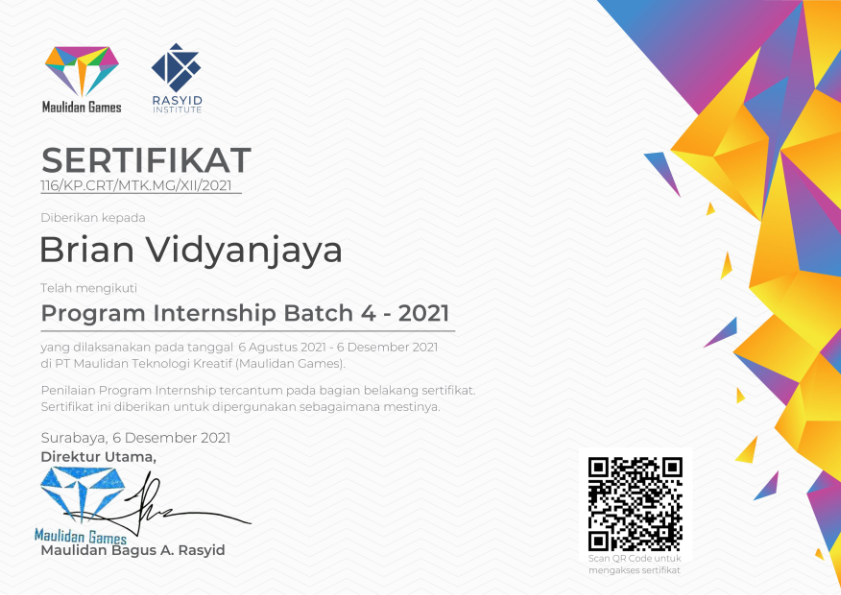 Maulidan Games
RASYID
INSTITUTE
SERTIFIKAT
116/KP.CRT/MTK.MG/XII/2021
Diberikan kepada
Brian Vidyanjaya
Telah mengikuti
Program Internship Batch 4 - 2021
yang dilaksanakan pada tanggal 6 Agustus 2021 - 6 Desember 2021
di PT Maulidan Teknologi Kreatif (Maulidan Games).
Penilaian Program Internship tercantum pada bagian belakang sertifikat.
Sertifikat ini diberikan untuk dipergunakan sebagaimana mestinya.
Surabaya, 6 Desember 2021
Direktur Utama,
Maulidan Games
Maulidan Bagus A. Rasyid
Scan QR Code untuk
mengakses sertifikat